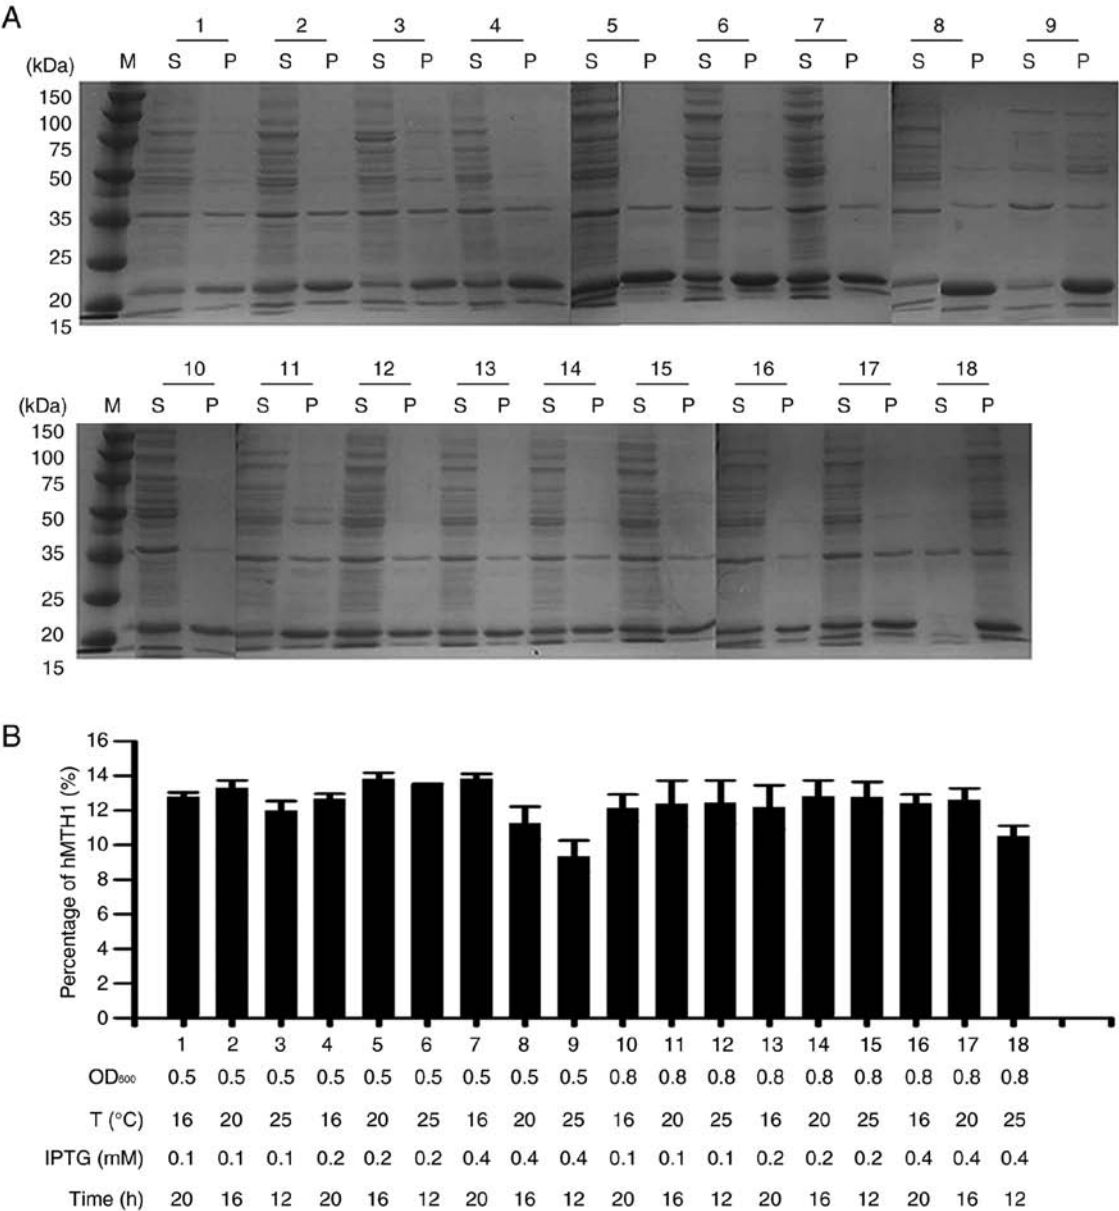 A
1 2 3 4 5 6 7 8 9
(kDa) M S P S P S P S P S P S P S P S P S P
150
100
75
50
35
25
20
15
10 11 12 13 14 15 16 17 18
(kDa) M S P S P S P S P S P S P S P S P S P
150
100
75
50
35
25
20
15
B
Percentage of hMTH1 (%)
16
14
12
10
8
6
4
2
0
1 2 3 4 5 6 7 8 9 10 11 12 13 14 15 16 17 18
OD600 0.5 0.5 0.5 0.5 0.5 0.5 0.5 0.5 0.5 0.8 0.8 0.8 0.8 0.8 0.8 0.8 0.8 0.8
T (°C) 16 20 25 16 20 25 16 20 25 16 20 25 16 20 25 16 20 25
IPTG (mM) 0.1 0.1 0.1 0.2 0.2 0.2 0.4 0.4 0.4 0.1 0.1 0.1 0.2 0.2 0.2 0.4 0.4 0.4
Time (h) 20 16 12 20 16 12 20 16 12 20 16 12 20 16 12 20 16 12